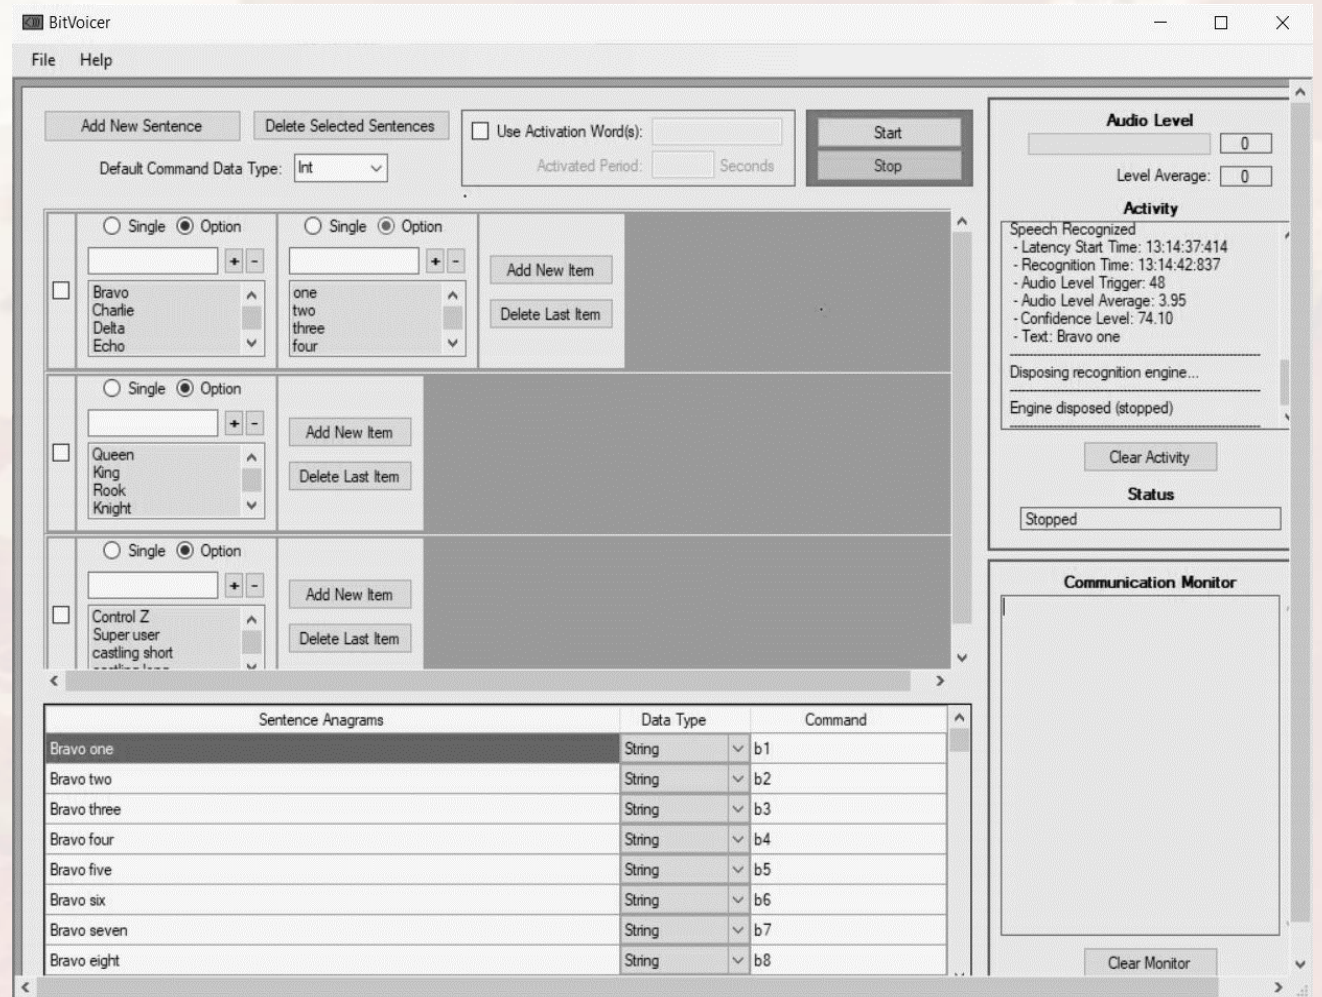 BitVoicer
File Help
Add New Sentence
Delete Selected Sentences
Default Command Data Type: Int
Use Activation Word(s):
Activated Period: Seconds
Start
Stop
Single Option
+ -
Bravo
Charlie
Delta
Echo
Single Option
+ -
one
two
three
four
Add New Item
Delete Last Item
Single Option
+ -
Queen
King
Rook
Knight
Add New Item
Delete Last Item
Single Option
+ -
Control Z
Super user
castling short
Add New Item
Delete Last Item
Sentence Anagrams Data Type Command
Bravo one String b1
Bravo two String b2
Bravo three String b3
Bravo four String b4
Bravo five String b5
Bravo six String b6
Bravo seven String b7
Bravo eight String b8
Audio Level
0
Level Average: 0
Activity
Speech Recognized
- Latency Start Time: 13:14:37:414
- Recognition Time: 13:14:42:837
- Audio Level Trigger: 48
- Audio Level Average: 3.95
- Confidence Level: 74.10
- Text: Bravo one
Disposing recognition engine...
Engine disposed (stopped)
Clear Activity
Status
Stopped
Communication Monitor
Clear Monitor